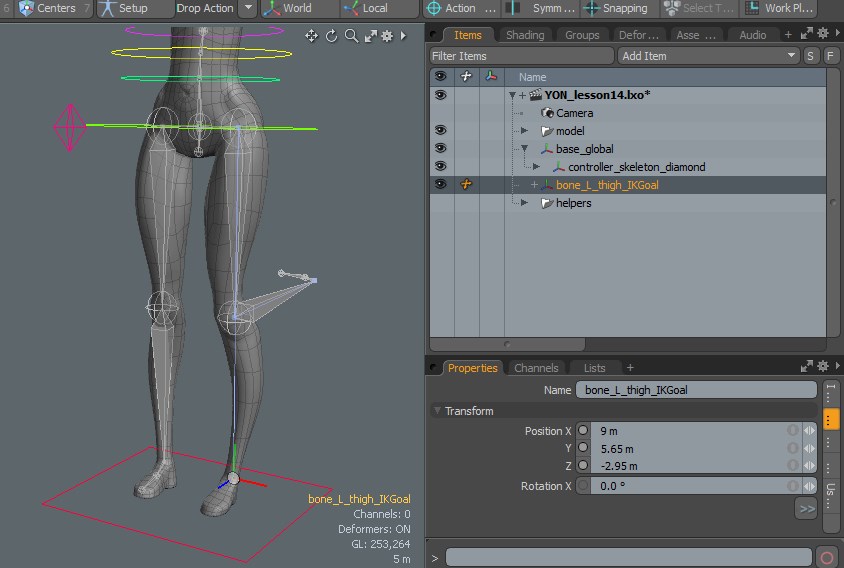 6 Centers 7 Setup Drop Action World Local Action ... Symm ... Snapping Select T... Work Pl...
Items Shading Groups Defor... Asse ... Audio +
Filter Items Add Item S F
Name
YON_lesson14.lxo*
Camera
model
base_global
controller_skeleton_diamond
bone_L_thigh_IKGoal
helpers
Properties Channels Lists +
Name bone_L_thigh_IKGoal
Transform
Position X 9 m
Y 5.65 m
Z -2.95 m
Rotation X 0.0 °
>>
Us...
>
bone_L_thigh_IKGoal
Channels: 0
Deformers: ON
GL: 253,264
5 m